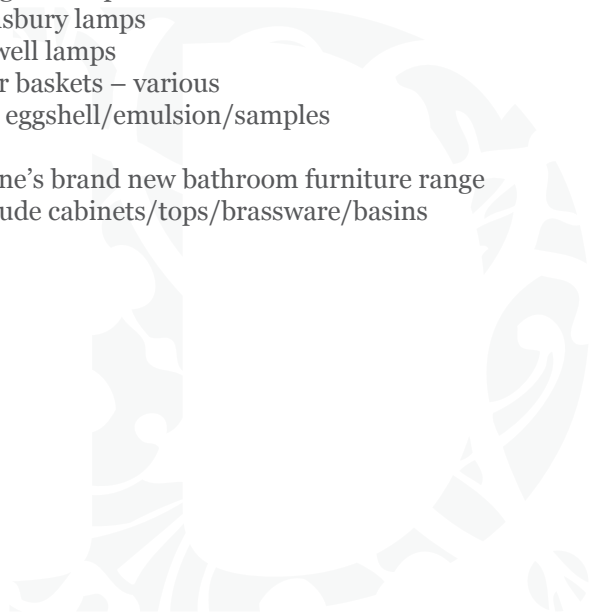 sbury lamps
well lamps
r baskets – various
eggshell/emulsion/samples
ne’s brand new bathroom furniture range
ude cabinets/tops/brassware/basins